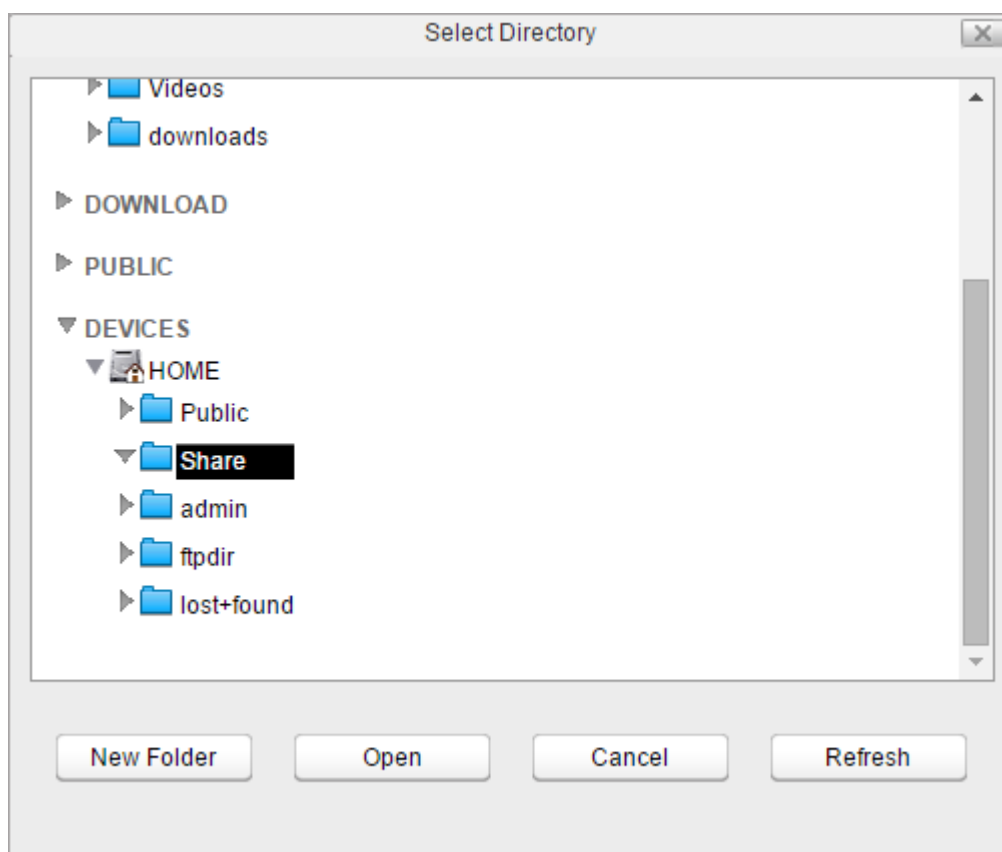 Select Directory
Videos
downloads
DOWNLOAD
PUBLIC
DEVICES
HOME
Public
Share
admin
ftpdir
lost+found
New Folder
Open
Cancel
Refresh